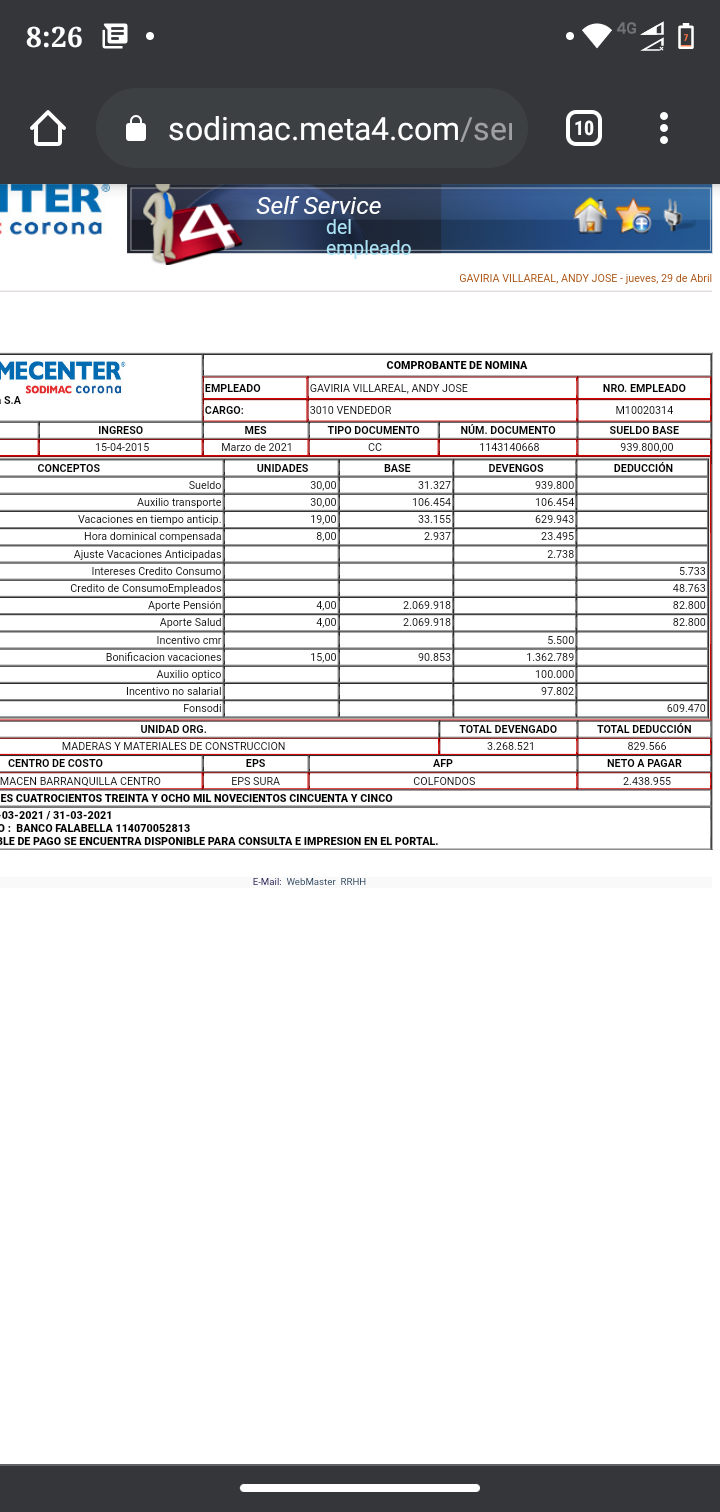 8:26
4G
7
sodimac.meta4.com/ser
10
NTER®
corona
4
Self Service
del
empleado
GAVIRIA VILLAREAL, ANDY JOSE - jueves, 29 de Abril
MECENTER®
SODIMAC corona
S.A
COMPROBANTE DE NOMINA
EMPLEADO GAVIRIA VILLAREAL, ANDY JOSE NRO. EMPLEADO
CARGO: 3010 VENDEDOR M10020314
INGRESO MES TIPO DOCUMENTO NÚM. DOCUMENTO SUELDO BASE
15-04-2015 Marzo de 2021 CC 1143140668 939.800,00
CONCEPTOS UNIDADES BASE DEVENGOS DEDUCCIÓN
Sueldo 30,00 31.327 939.800
Auxilio transporte 30,00 106.454 106.454
Vacaciones en tiempo anticip. 19,00 33.155 629.943
Hora dominical compensada 8,00 2.937 23.495
Ajuste Vacaciones Anticipadas 2.738
Intereses Credito Consumo 5.733
Credito de ConsumoEmpleados 48.763
Aporte Pensión 4,00 2.069.918 82.800
Aporte Salud 4,00 2.069.918 82.800
Incentivo cmr 5.500
Bonificacion vacaciones 15,00 90.853 1.362.789
Auxilio optico 100.000
Incentivo no salarial 97.802
Fonsodi 609.470
UNIDAD ORG. TOTAL DEVENGADO TOTAL DEDUCCIÓN
MADERAS Y MATERIALES DE CONSTRUCCION 3.268.521 829.566
CENTRO DE COSTO EPS AFP NETO A PAGAR
MACEN BARRANQUILLA CENTRO EPS SURA COLFONDOS 2.438.955
ES CUATROCIENTOS TREINTA Y OCHO MIL NOVECIENTOS CINCUENTA Y CINCO
-03-2021 / 31-03-2021
O : BANCO FALABELLA 114070052813
BLE DE PAGO SE ENCUENTRA DISPONIBLE PARA CONSULTA E IMPRESION EN EL PORTAL.
E-Mail: WebMaster RRHH